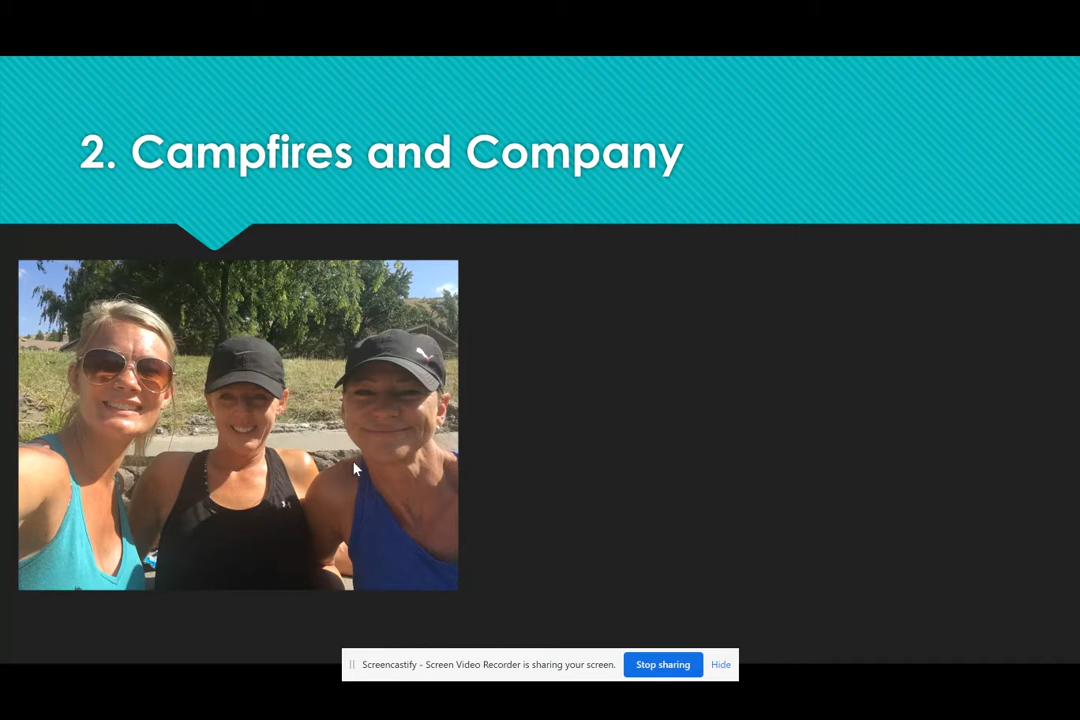 2. Campfires and Company
Screencastify - Screen Video Recorder is sharing your screen. Stop sharing Hide